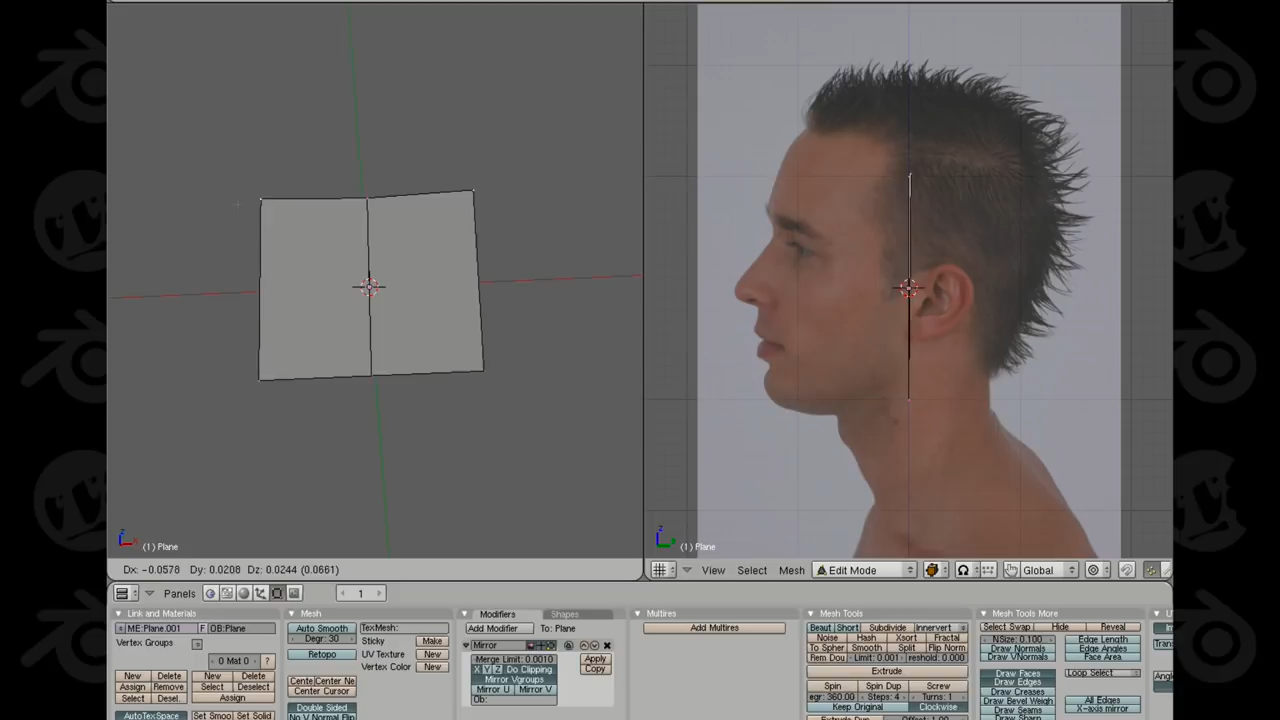 (1) Plane
(1) Plane
Dx: -0.0578 Dy: 0.0208 Dz: 0.0244 (0.0661)
View Select Mesh Edit Mode Global
Panels 1
Link and Materials
ME:Plane.001 F OB:Plane
Vertex Groups
0 Mat 0 ?
New Delete New Delete
Assign Remove Select Deselect
Select Desel. Assign
AutoTexSpace Set Smoo Set Solid
Mesh
Auto Smooth
Degr: 30
Retopo
TexMesh:
Sticky Make
UV Texture New
Vertex Color New
Center Cursor
Double Sided
No V.Normal Flip
Modifiers Shapes
Add Modifier To: Plane
Mirror
Merge Limit: 0.0010
X Y Z Do Clipping
Mirror Vgroups
Mirror U Mirror V
Ob:
Apply
Copy
Multires
Add Multires
Mesh Tools
Beaut Short Subdivide Innervert
Noise Hash Xsort Fractal
To Spher Smooth Split Flip Norm
Rem Dou Limit: 0.001 reshold: 0.000
Extrude
Spin Spin Dup Screw
egr: 360.00 Steps: 4 Turns: 1
Keep Original Clockwise
Mesh Tools More
Select Swap Hide Reveal
NSize: 0.100
Draw Normals
Draw VNormals
Edge Length
Edge Angles
Face Area
Draw Faces
Draw Edges
Draw Creases
Draw Bevel Weigh
Draw Seams
Loop Select
All Edges
X-axis mirror